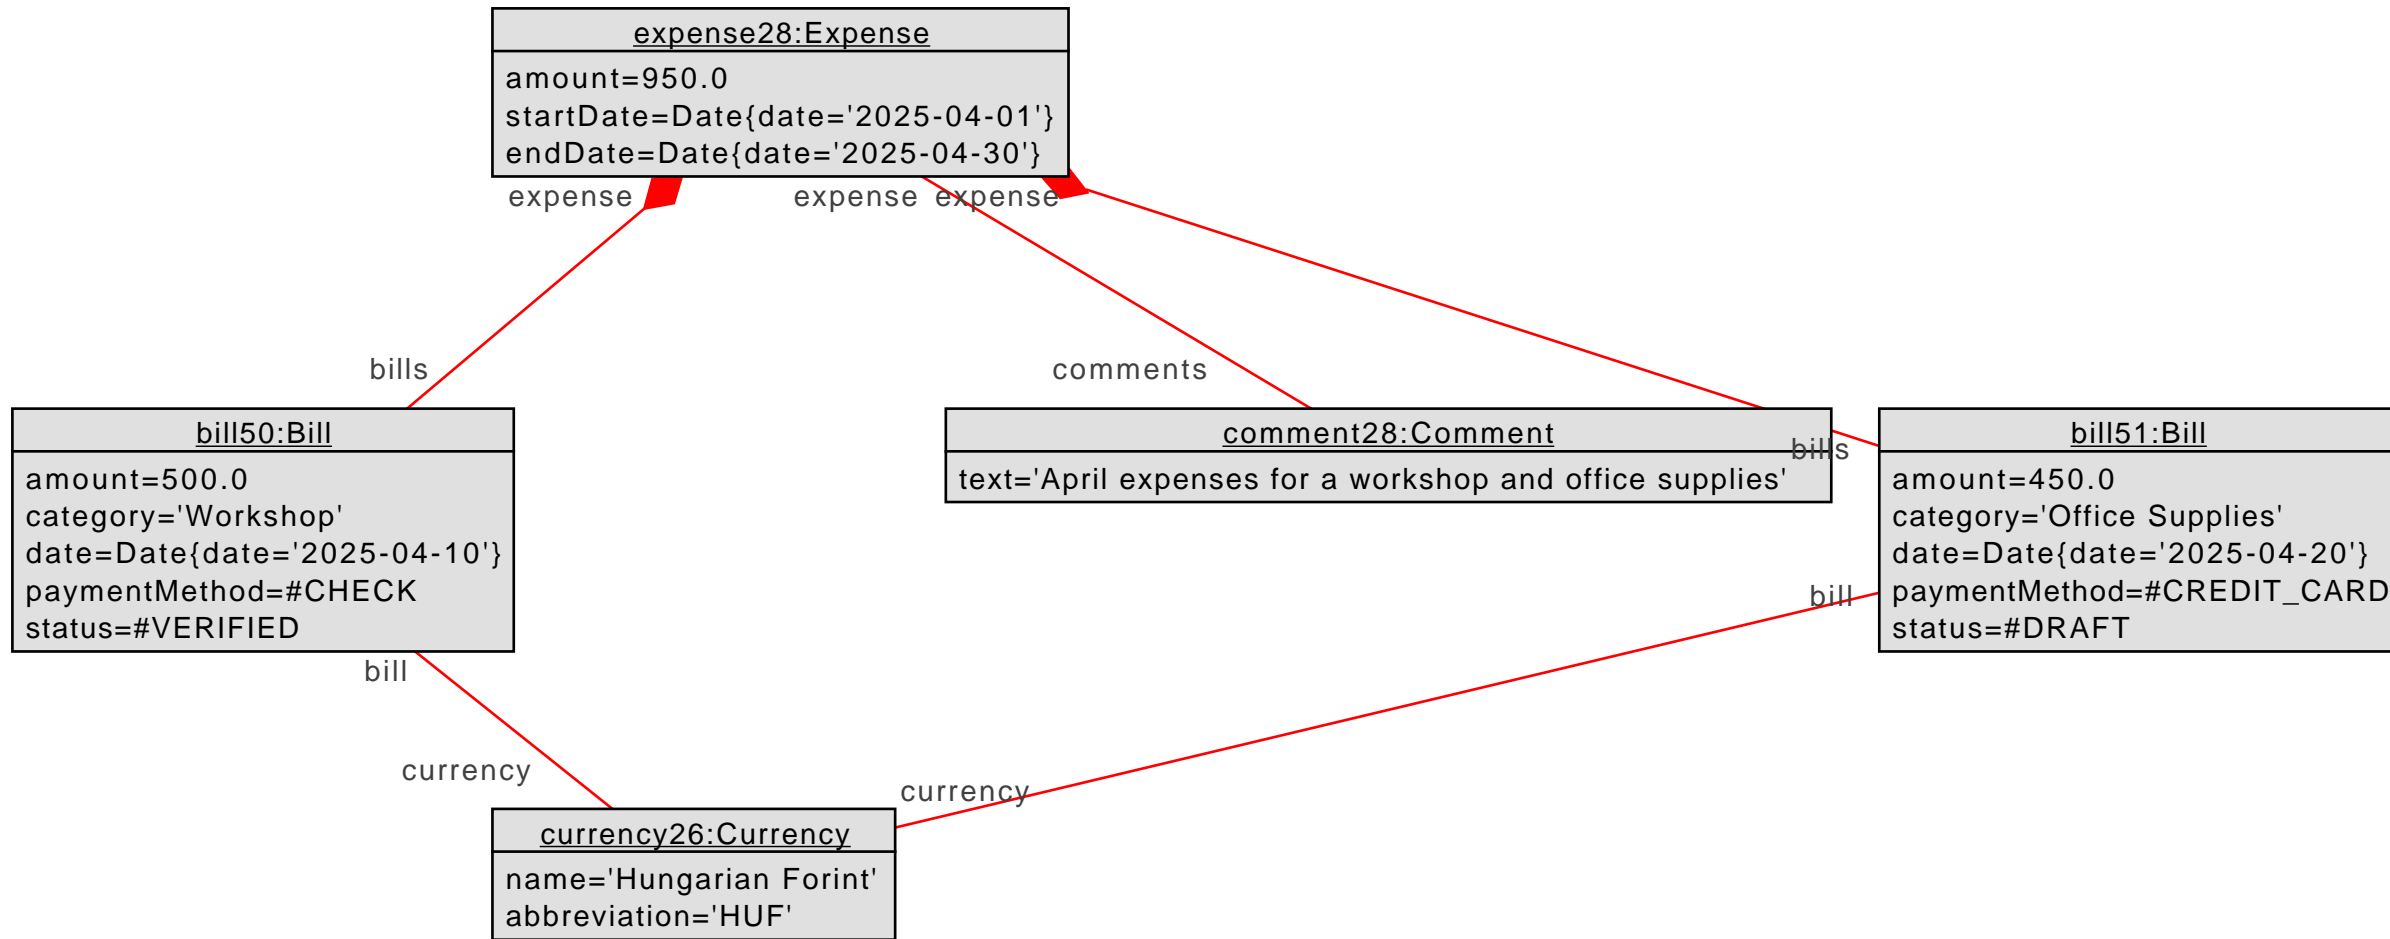 expense28:Expense
amount=950.0
startDate=Date{date='2025-04-01'}
endDate=Date{date='2025-04-30'}
expense
expense
expense
bills
comments
bills
bill50:Bill
amount=500.0
category='Workshop'
date=Date{date='2025-04-10'}
paymentMethod=#CHECK
status=#VERIFIED
comment28:Comment
text='April expenses for a workshop and office supplies'
bill51:Bill
amount=450.0
category='Office Supplies'
date=Date{date='2025-04-20'}
paymentMethod=#CREDIT_CARD
status=#DRAFT
bill
bill
currency
currency
currency26:Currency
name='Hungarian Forint'
abbreviation='HUF'